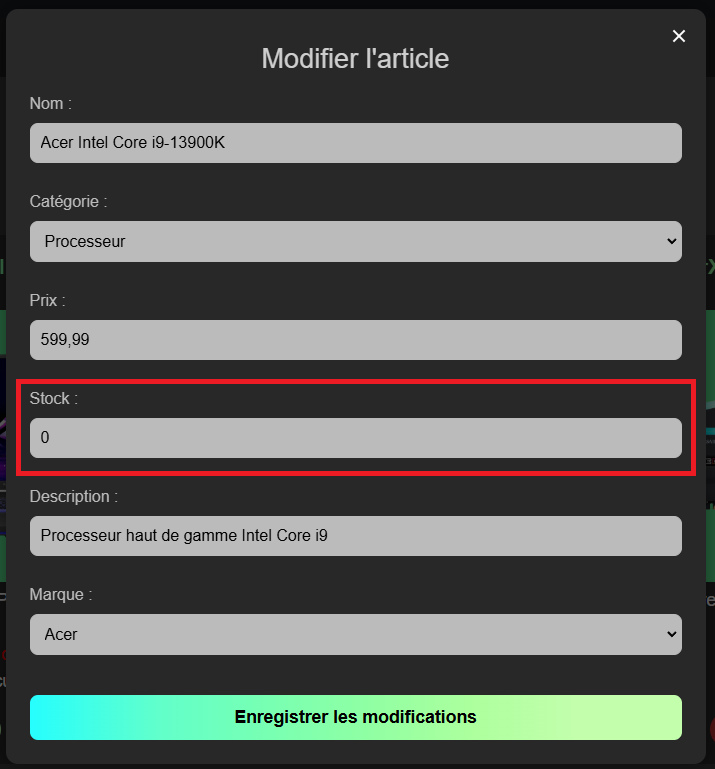 Modifier l'article
Nom :
Acer Intel Core i9-13900K
Catégorie :
Processeur
Prix :
599,99
Stock :
0
Description :
Processeur haut de gamme Intel Core i9
Marque :
Acer
Enregistrer les modifications